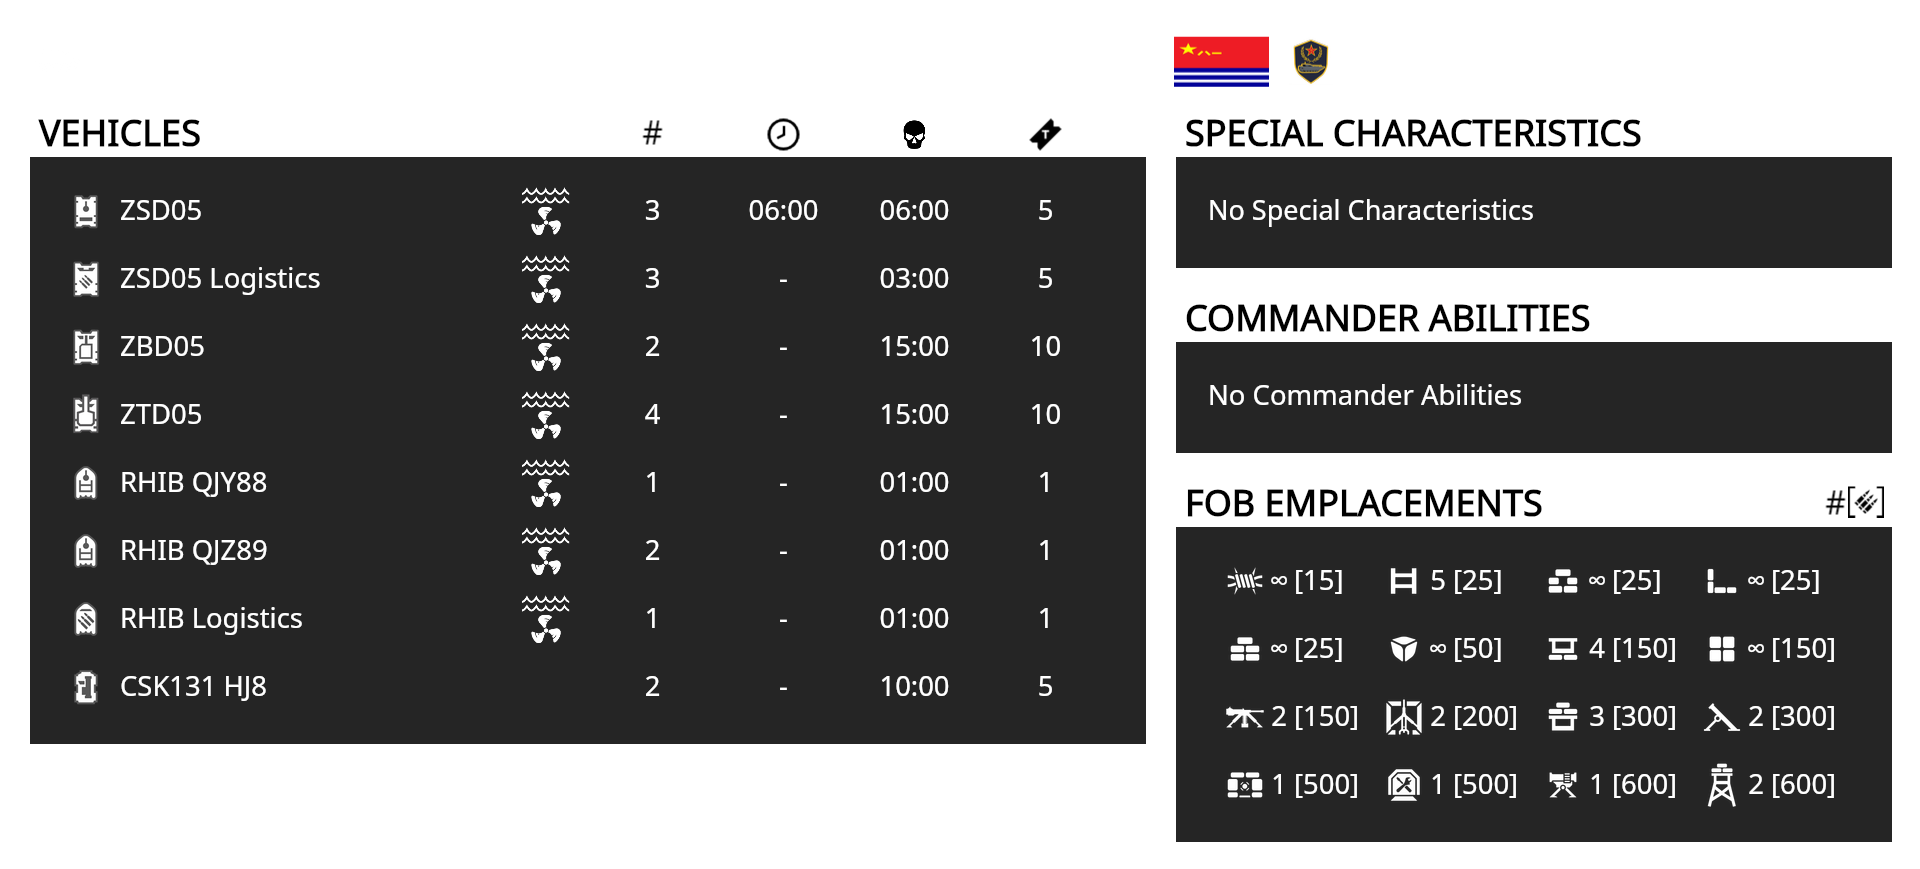 VEHICLES #
ZSD05 3 06:00 06:00 5
ZSD05 Logistics 3 - 03:00 5
ZBD05 2 - 15:00 10
ZTD05 4 - 15:00 10
RHIB QJY88 1 - 01:00 1
RHIB QJZ89 2 - 01:00 1
RHIB Logistics 1 - 01:00 1
CSK131 HJ8 2 - 10:00 5
SPECIAL CHARACTERISTICS
No Special Characteristics
COMMANDER ABILITIES
No Commander Abilities
FOB EMPLACEMENTS #[]
∞ [15] 5 [25] ∞ [25] ∞ [25]
∞ [25] ∞ [50] 4 [150] ∞ [150]
2 [150] 2 [200] 3 [300] 2 [300]
1 [500] 1 [500] 1 [600] 2 [600]